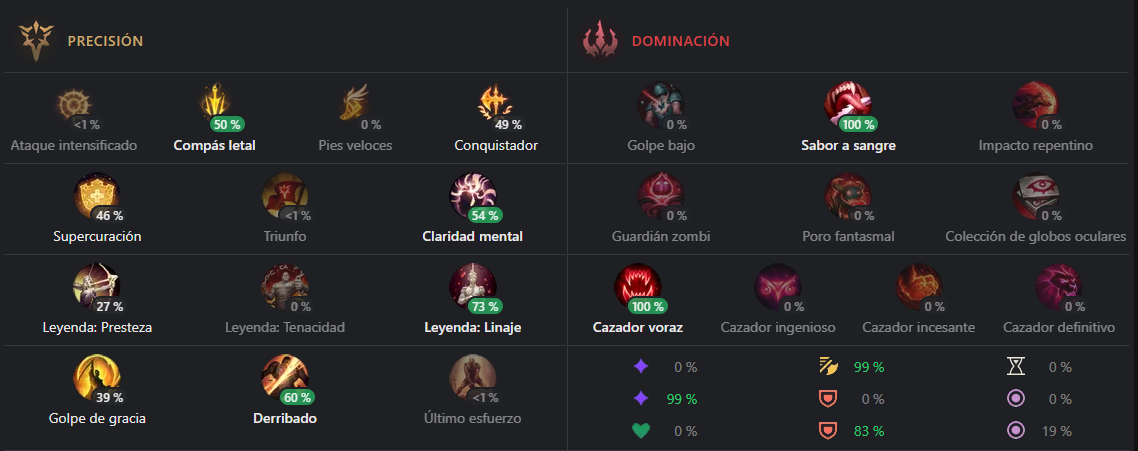 PRECISIÓN
<1 %
Ataque intensificado
50 %
Compás letal
0 %
Pies veloces
49 %
Conquistador
46 %
Supercuración
<1 %
Triunfo
54 %
Claridad mental
27 %
Leyenda: Presteza
0 %
Leyenda: Tenacidad
73 %
Leyenda: Linaje
39 %
Golpe de gracia
60 %
Derribado
<1 %
Último esfuerzo
DOMINACIÓN
0 %
Golpe bajo
100 %
Sabor a sangre
0 %
Impacto repentino
0 %
Guardián zombi
0 %
Poro fantasmal
0 %
Colección de globos oculares
100 %
Cazador voraz
0 %
Cazador ingenioso
0 %
Cazador incesante
0 %
Cazador definitivo
0 % 99 % 0 %
99 % 0 % 0 %
0 % 83 % 19 %